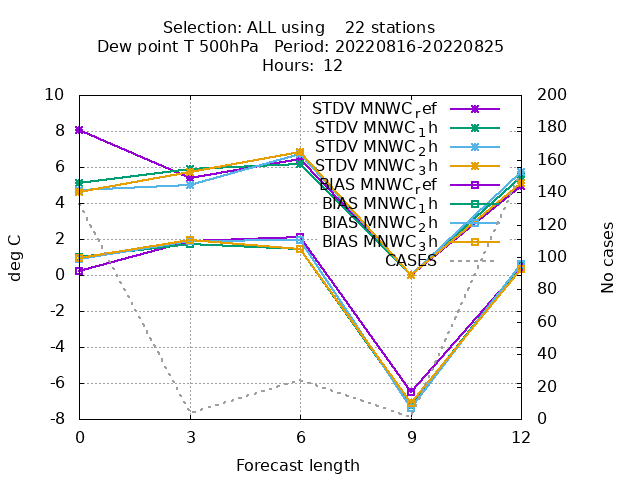 Selection: ALL using    22 stations
Dew point T 500hPa   Period: 20220816-20220825
Hours: 12
STDV MNWC_ref
STDV MNWC_1h
STDV MNWC_2h
STDV MNWC_3h
BIAS MNWC_ref
BIAS MNWC_1h
BIAS MNWC_2h
BIAS MNWC_3h
CASES
deg C
10
8
6
4
2
0
-2
-4
-6
-8
No cases
200
180
160
140
120
100
80
60
40
20
0
0 3 6 9 12
Forecast length